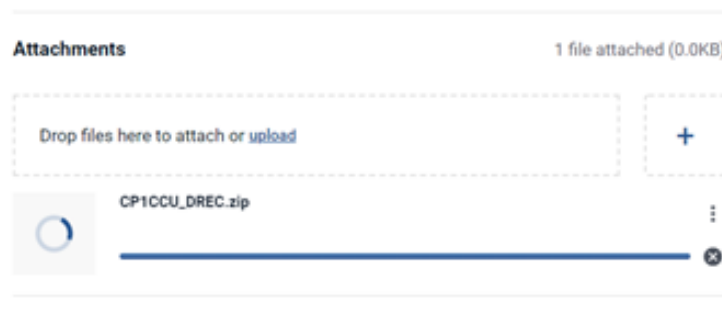 Attachments
1 file attached (0.0KB)
Drop files here to attach or upload
+
CP1CCU_DREC.zip